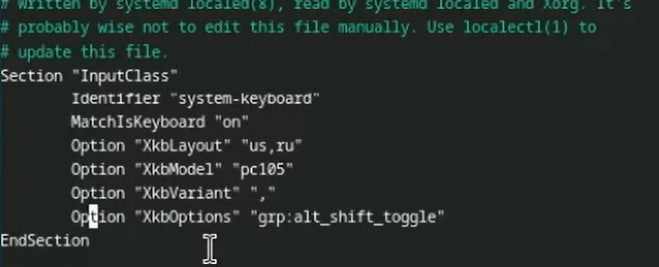 # written by systemd localed(8), read by systemd localed and Xorg. It's
# probably wise not to edit this file manually. Use localectl(1) to
# update this file.
Section "InputClass"
        Identifier "system-keyboard"
        MatchIsKeyboard "on"
        Option "XkbLayout" "us,ru"
        Option "XkbModel" "pc105"
        Option "XkbVariant" ","
        Option "XkbOptions" "grp:alt_shift_toggle"
EndSection